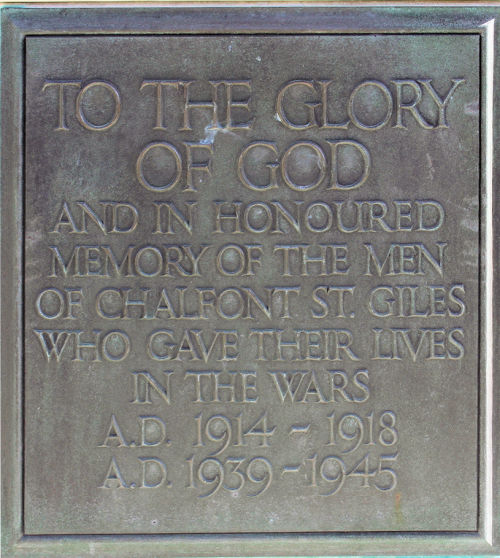 TO THE GLORY
OF GOD
AND IN HONOURED
MEMORY OF THE MEN
OF CHALFONT ST. GILES
WHO GAVE THEIR LIVES
IN THE WARS
A.D. 1914 - 1918
A.D. 1939 - 1945